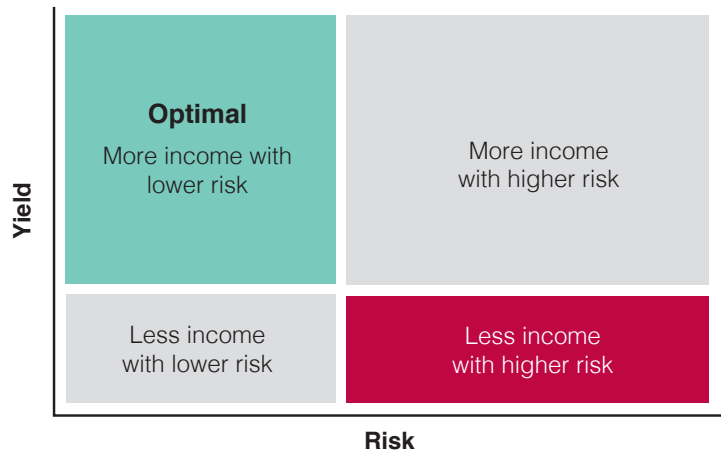 Yield
Optimal
More income with
lower risk
More income
with higher risk
Less income
with lower risk
Less income
with higher risk
Risk